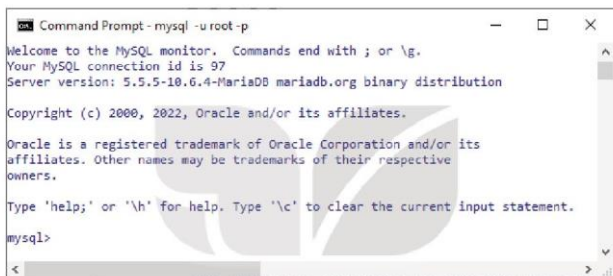 Command Prompt - mysql -u root -p
Welcome to the MySQL monitor.  Commands end with ; or \g.
Your MySQL connection id is 97
Server version: 5.5.5-10.6.4-MariaDB mariadb.org binary distribution
Copyright (c) 2000, 2022, Oracle and/or its affiliates.
Oracle is a registered trademark of Oracle Corporation and/or its
affiliates. Other names may be trademarks of their respective
owners.
Type 'help;' or '\h' for help. Type '\c' to clear the current input statement.
mysql>